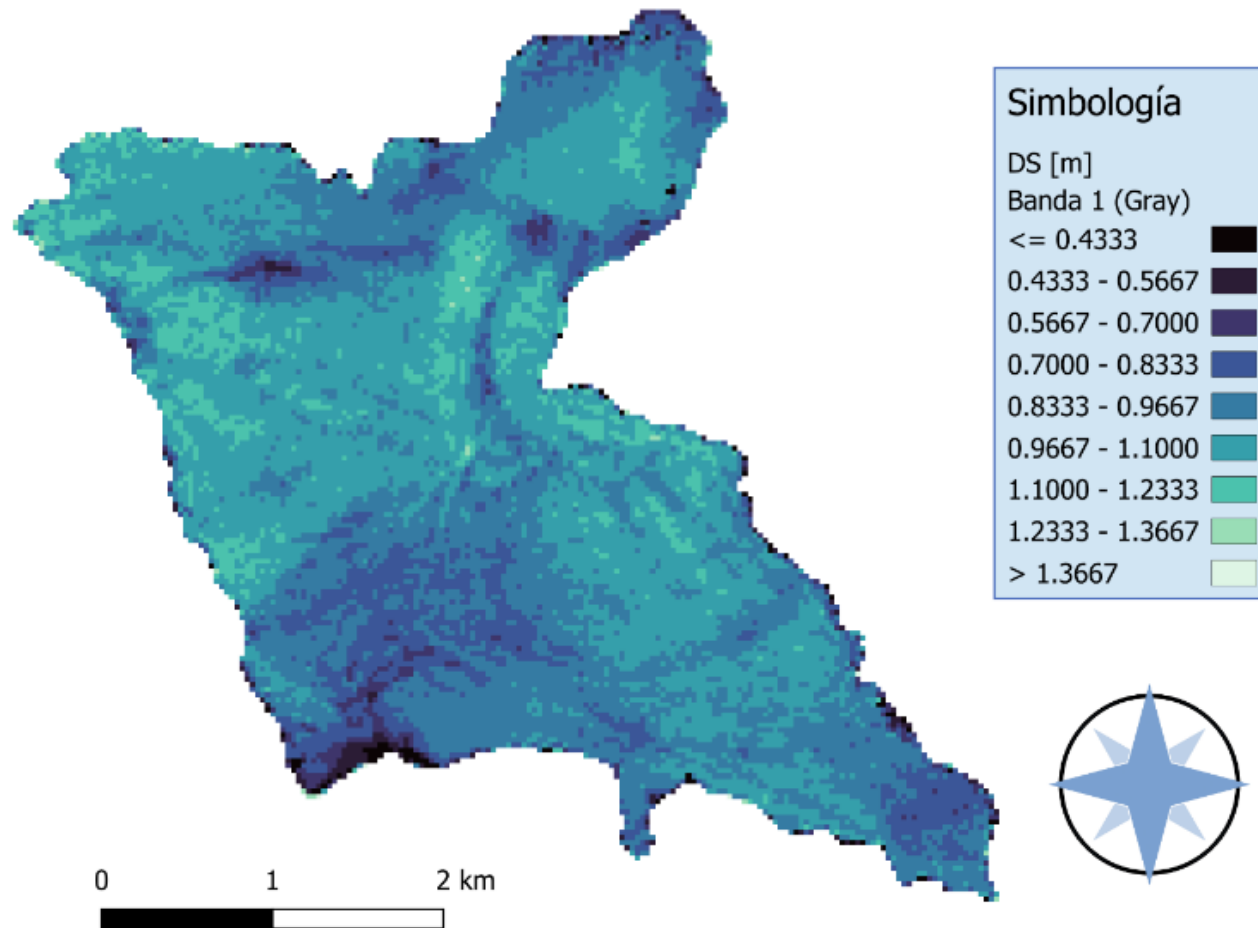 Simbología
DS [m]
Banda 1 (Gray)
<= 0.4333
0.4333 - 0.5667
0.5667 - 0.7000
0.7000 - 0.8333
0.8333 - 0.9667
0.9667 - 1.1000
1.1000 - 1.2333
1.2333 - 1.3667
> 1.3667
0 1 2 km